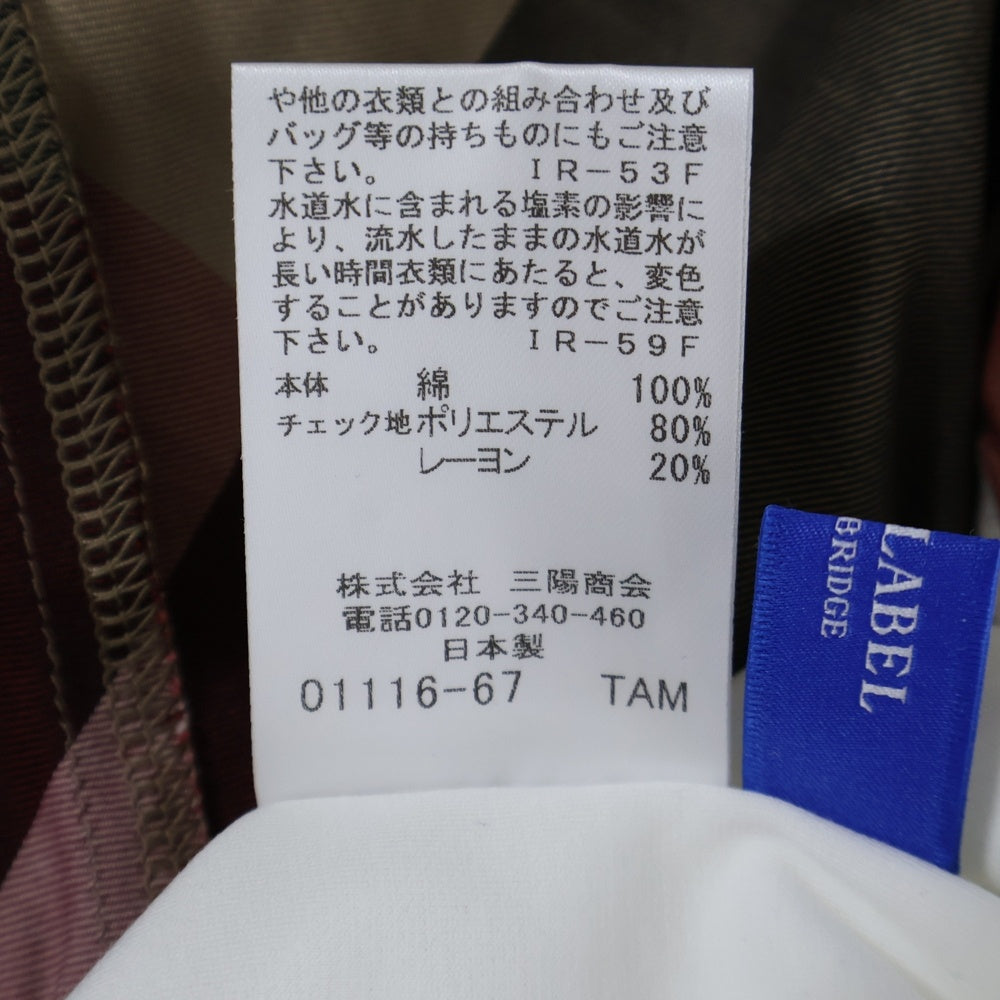 や他の衣類との組み合わせ及び
バッグ等の持ちものにもご注意
下さい。 IR-53F
水道水に含まれる塩素の影響に
より、流水したままの水道水が
長い時間衣類にあたると、変色
することがありますのでご注意
下さい。 IR-59F
本体 綿 100%
チェック地 ポリエステル 80%
レーヨン 20%
株式会社 三陽商会
電話0120-340-460
日本製
01116-67 TAM
LABEL
BRIDGE